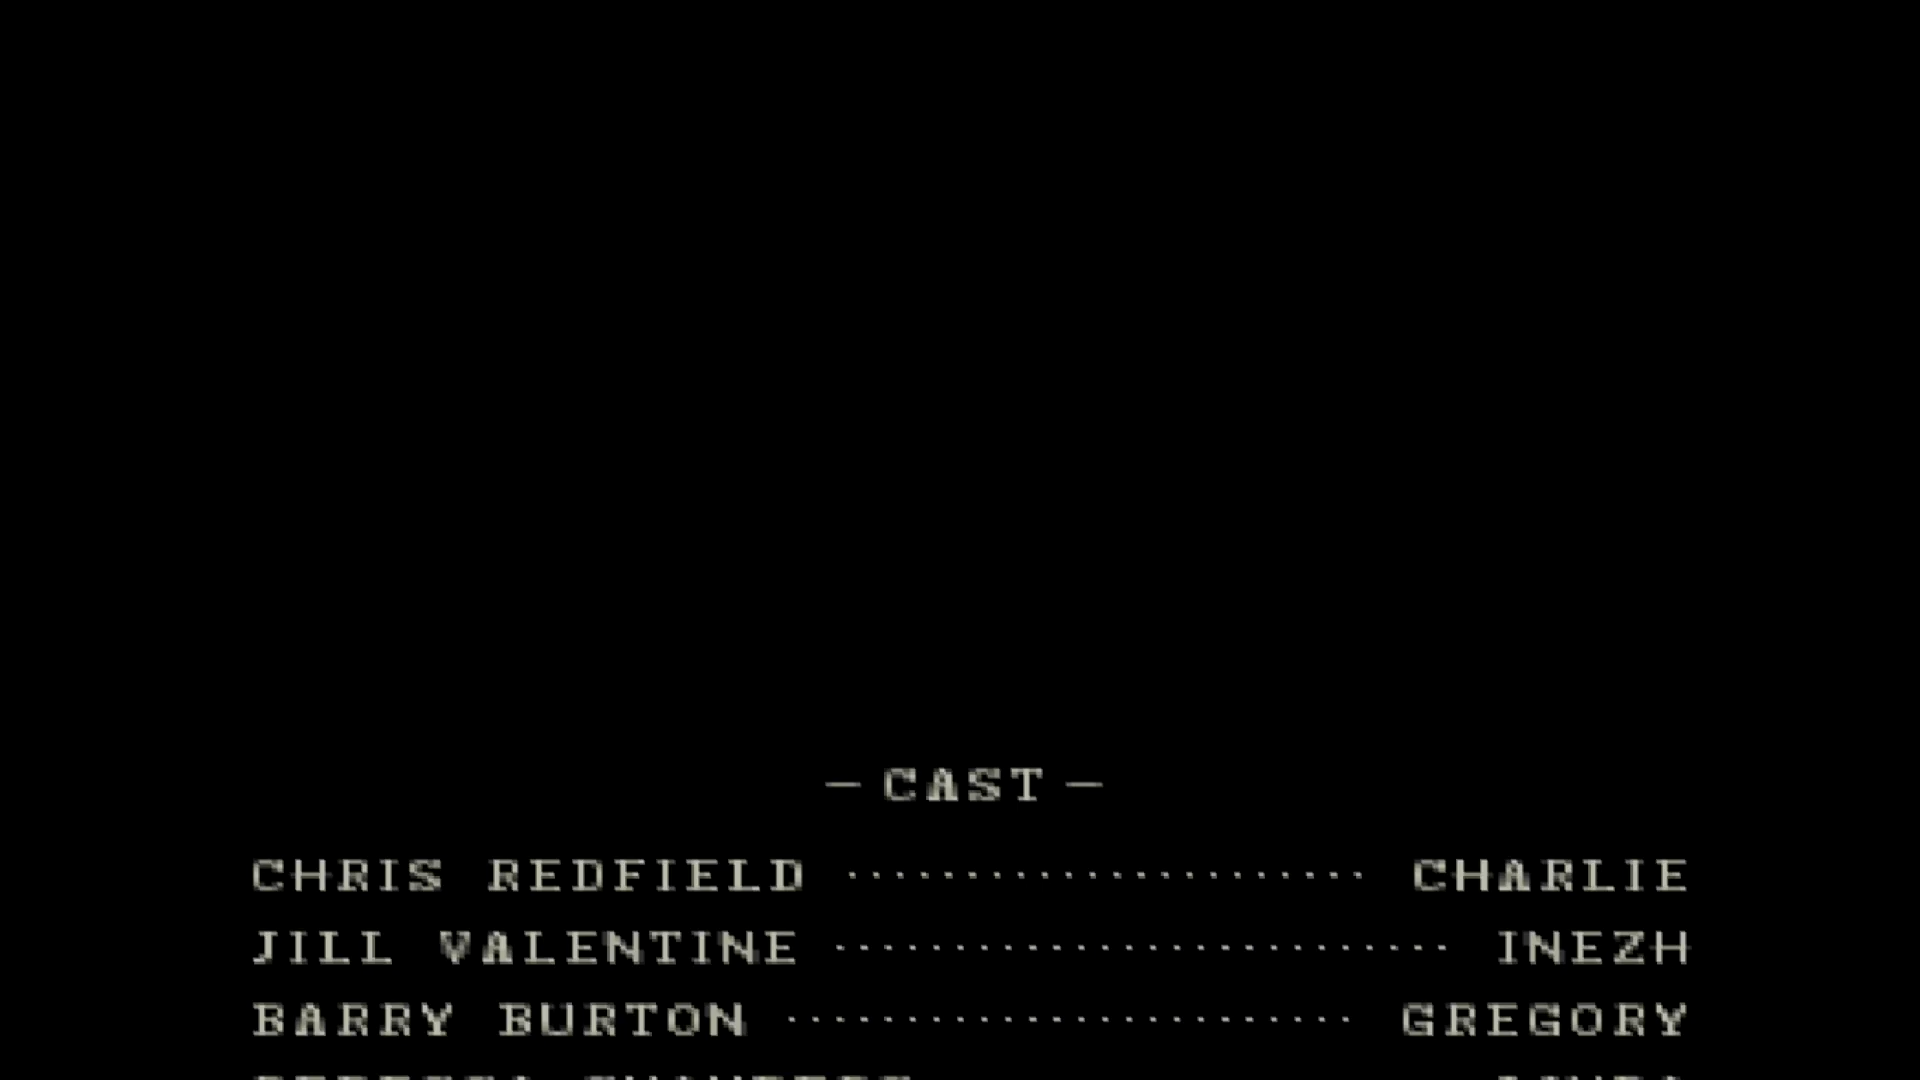 — CAST —
CHRIS REDFIELD ······················ CHARLIE
JILL VALENTINE ·························· INEZH
BARRY BURTON ························ GREGORY